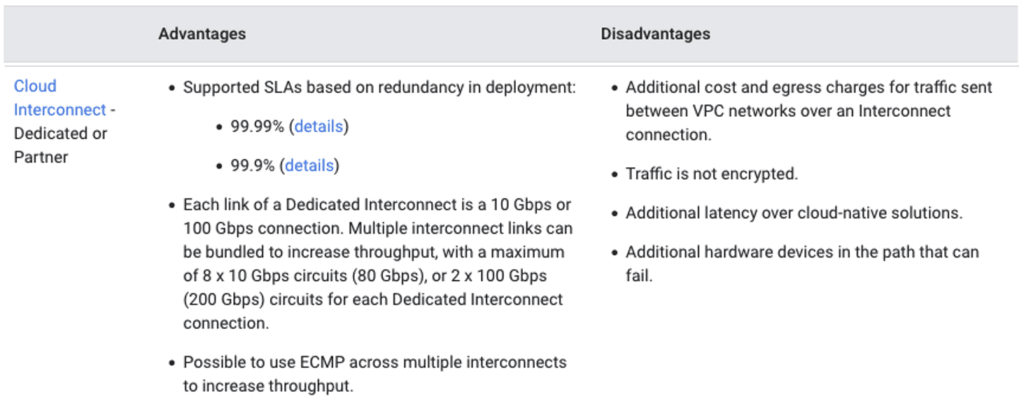 Advantages
Disadvantages
Cloud
Interconnect -
Dedicated or
Partner
• Supported SLAs based on redundancy in deployment:
• 99.99% (details)
• 99.9% (details)
• Each link of a Dedicated Interconnect is a 10 Gbps or
100 Gbps connection. Multiple interconnect links can
be bundled to increase throughput, with a maximum
of 8 x 10 Gbps circuits (80 Gbps), or 2 x 100 Gbps
(200 Gbps) circuits for each Dedicated Interconnect
connection.
• Possible to use ECMP across multiple interconnects
to increase throughput.
• Additional cost and egress charges for traffic sent
between VPC networks over an Interconnect
connection.
• Traffic is not encrypted.
• Additional latency over cloud-native solutions.
• Additional hardware devices in the path that can
fail.